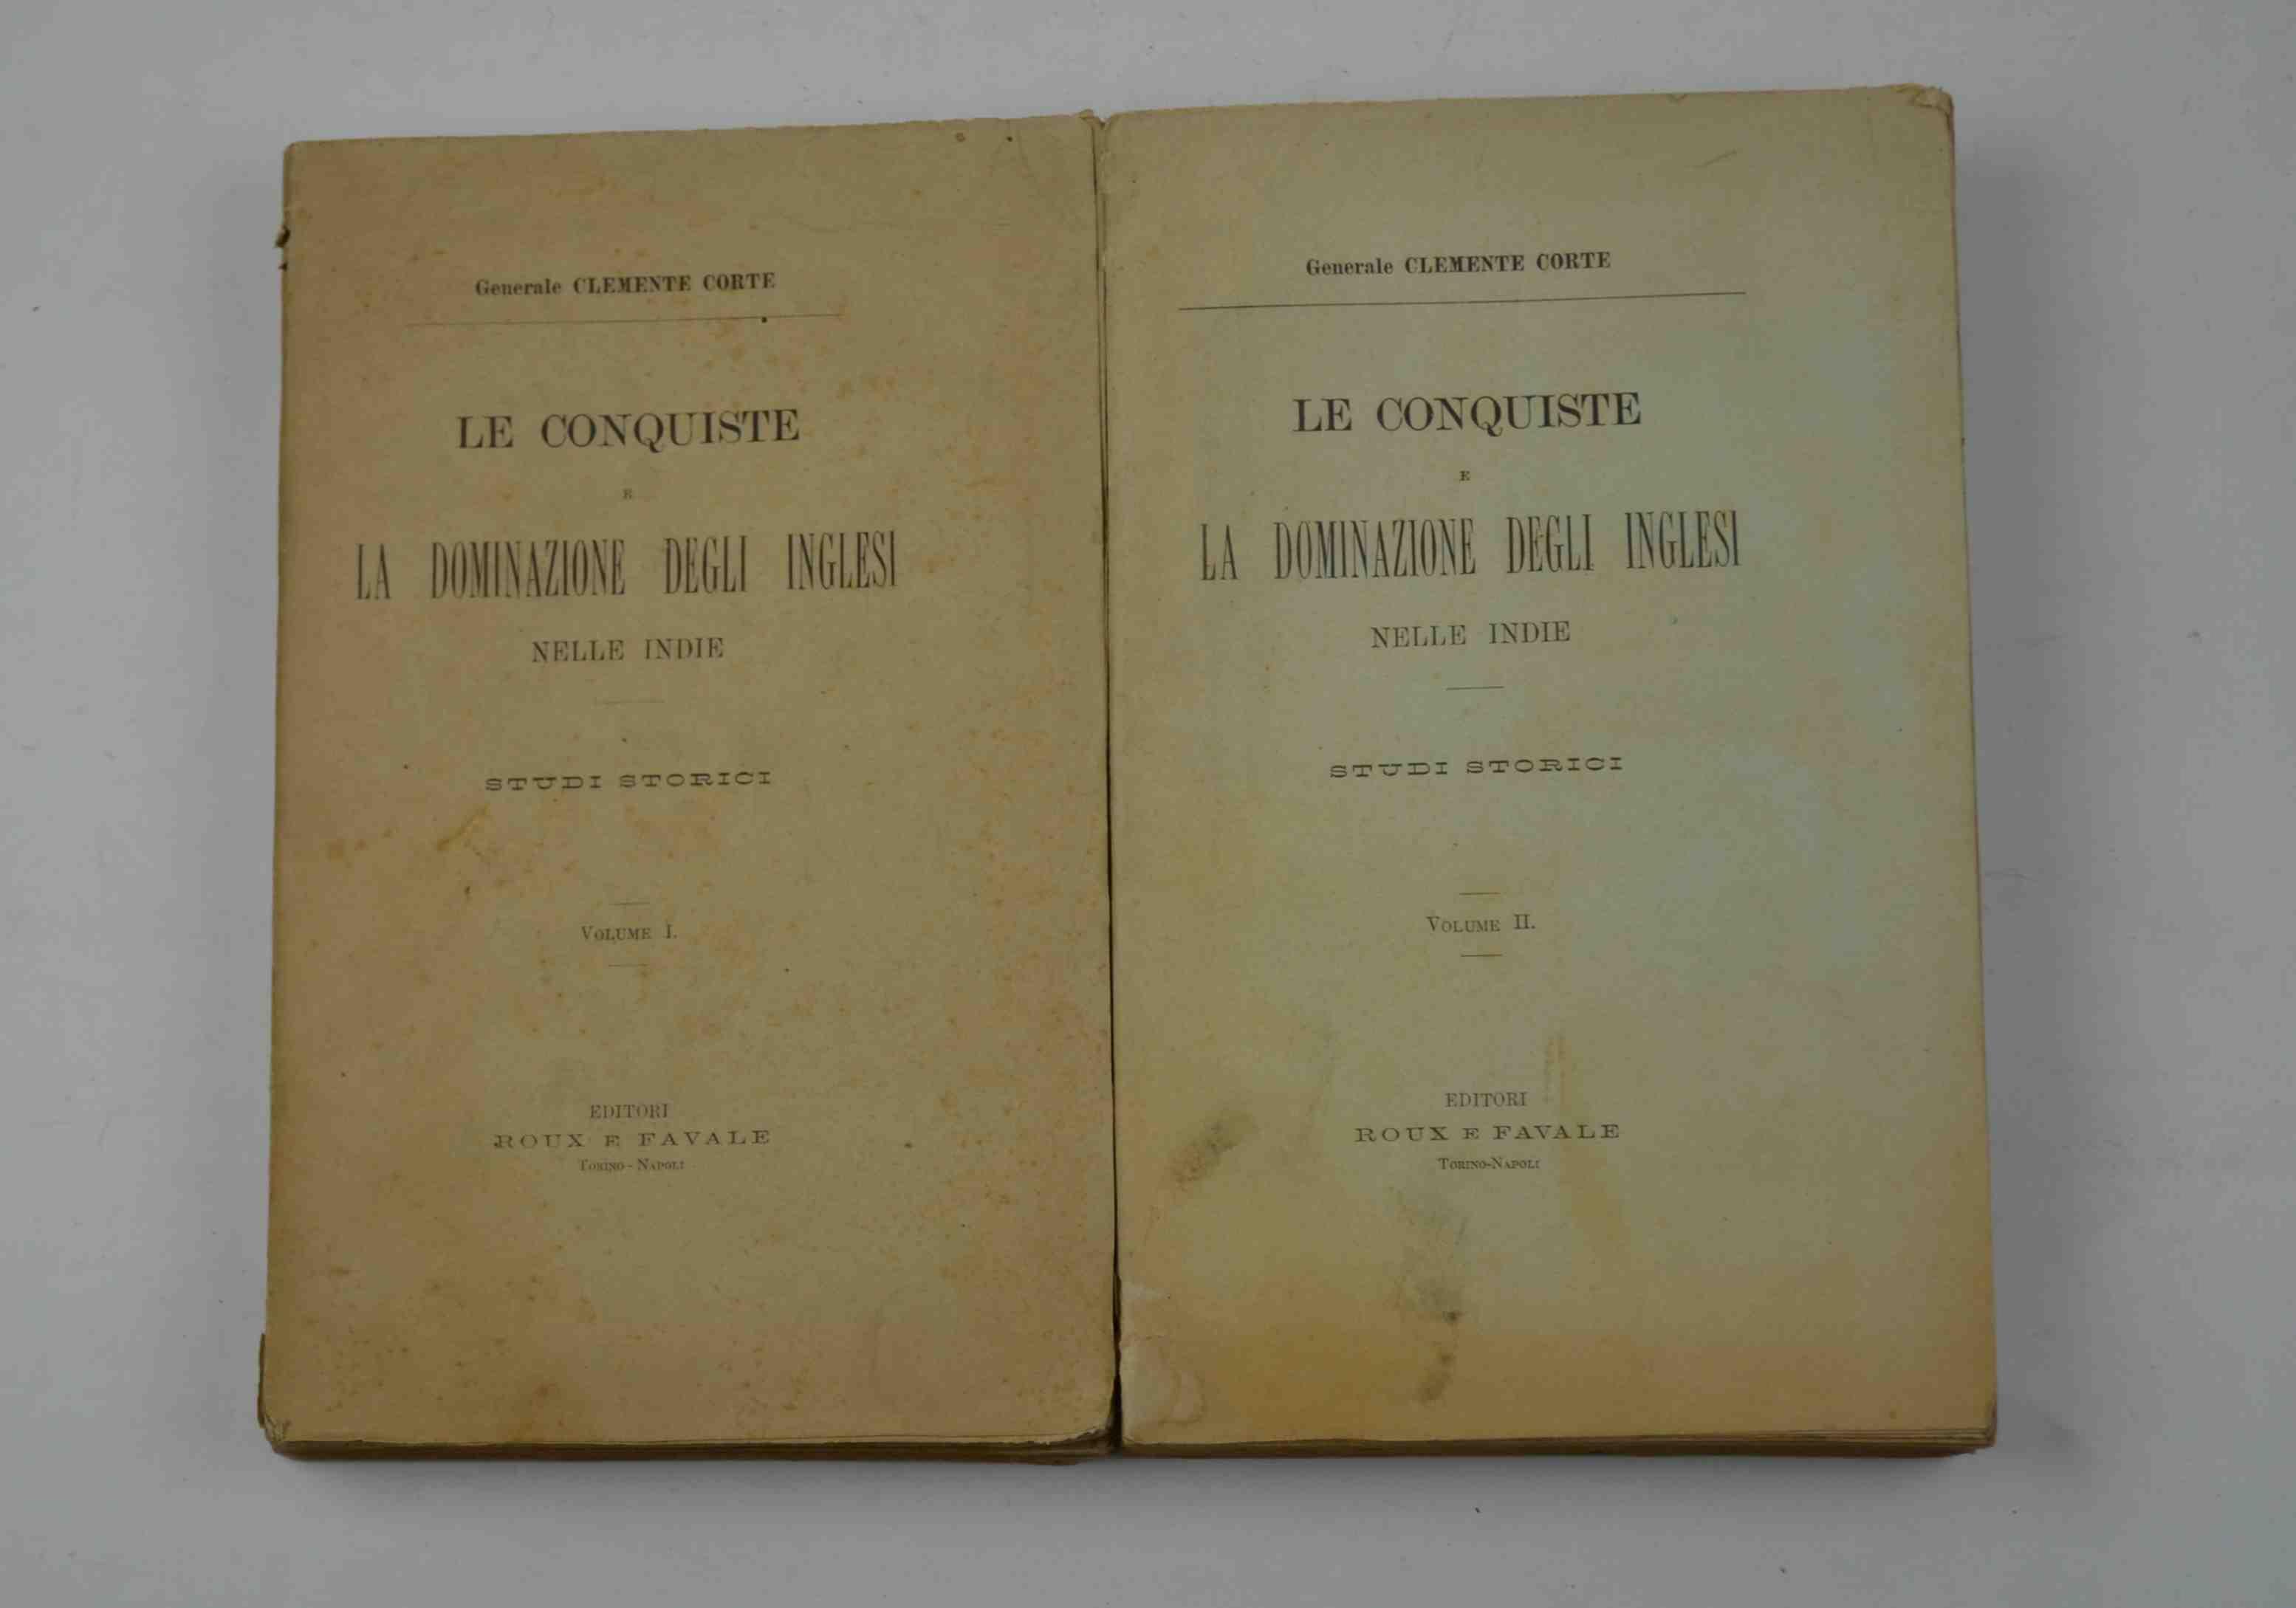 Generale CLEMENTE CORTE
LE CONQUISTE
E
LA DOMINAZIONE DEGLI INGLESI
NELLE INDIE
STUDI STORICI
VOLUME I.
EDITORI
ROUX E FAVALE
TORINO - NAPOLI
Generale CLEMENTE CORTE
LE CONQUISTE
E
LA DOMINAZIONE DEGLI INGLESI
NELLE INDIE
STUDI STORICI
VOLUME II.
EDITORI
ROUX E FAVALE
TORINO-NAPOLI